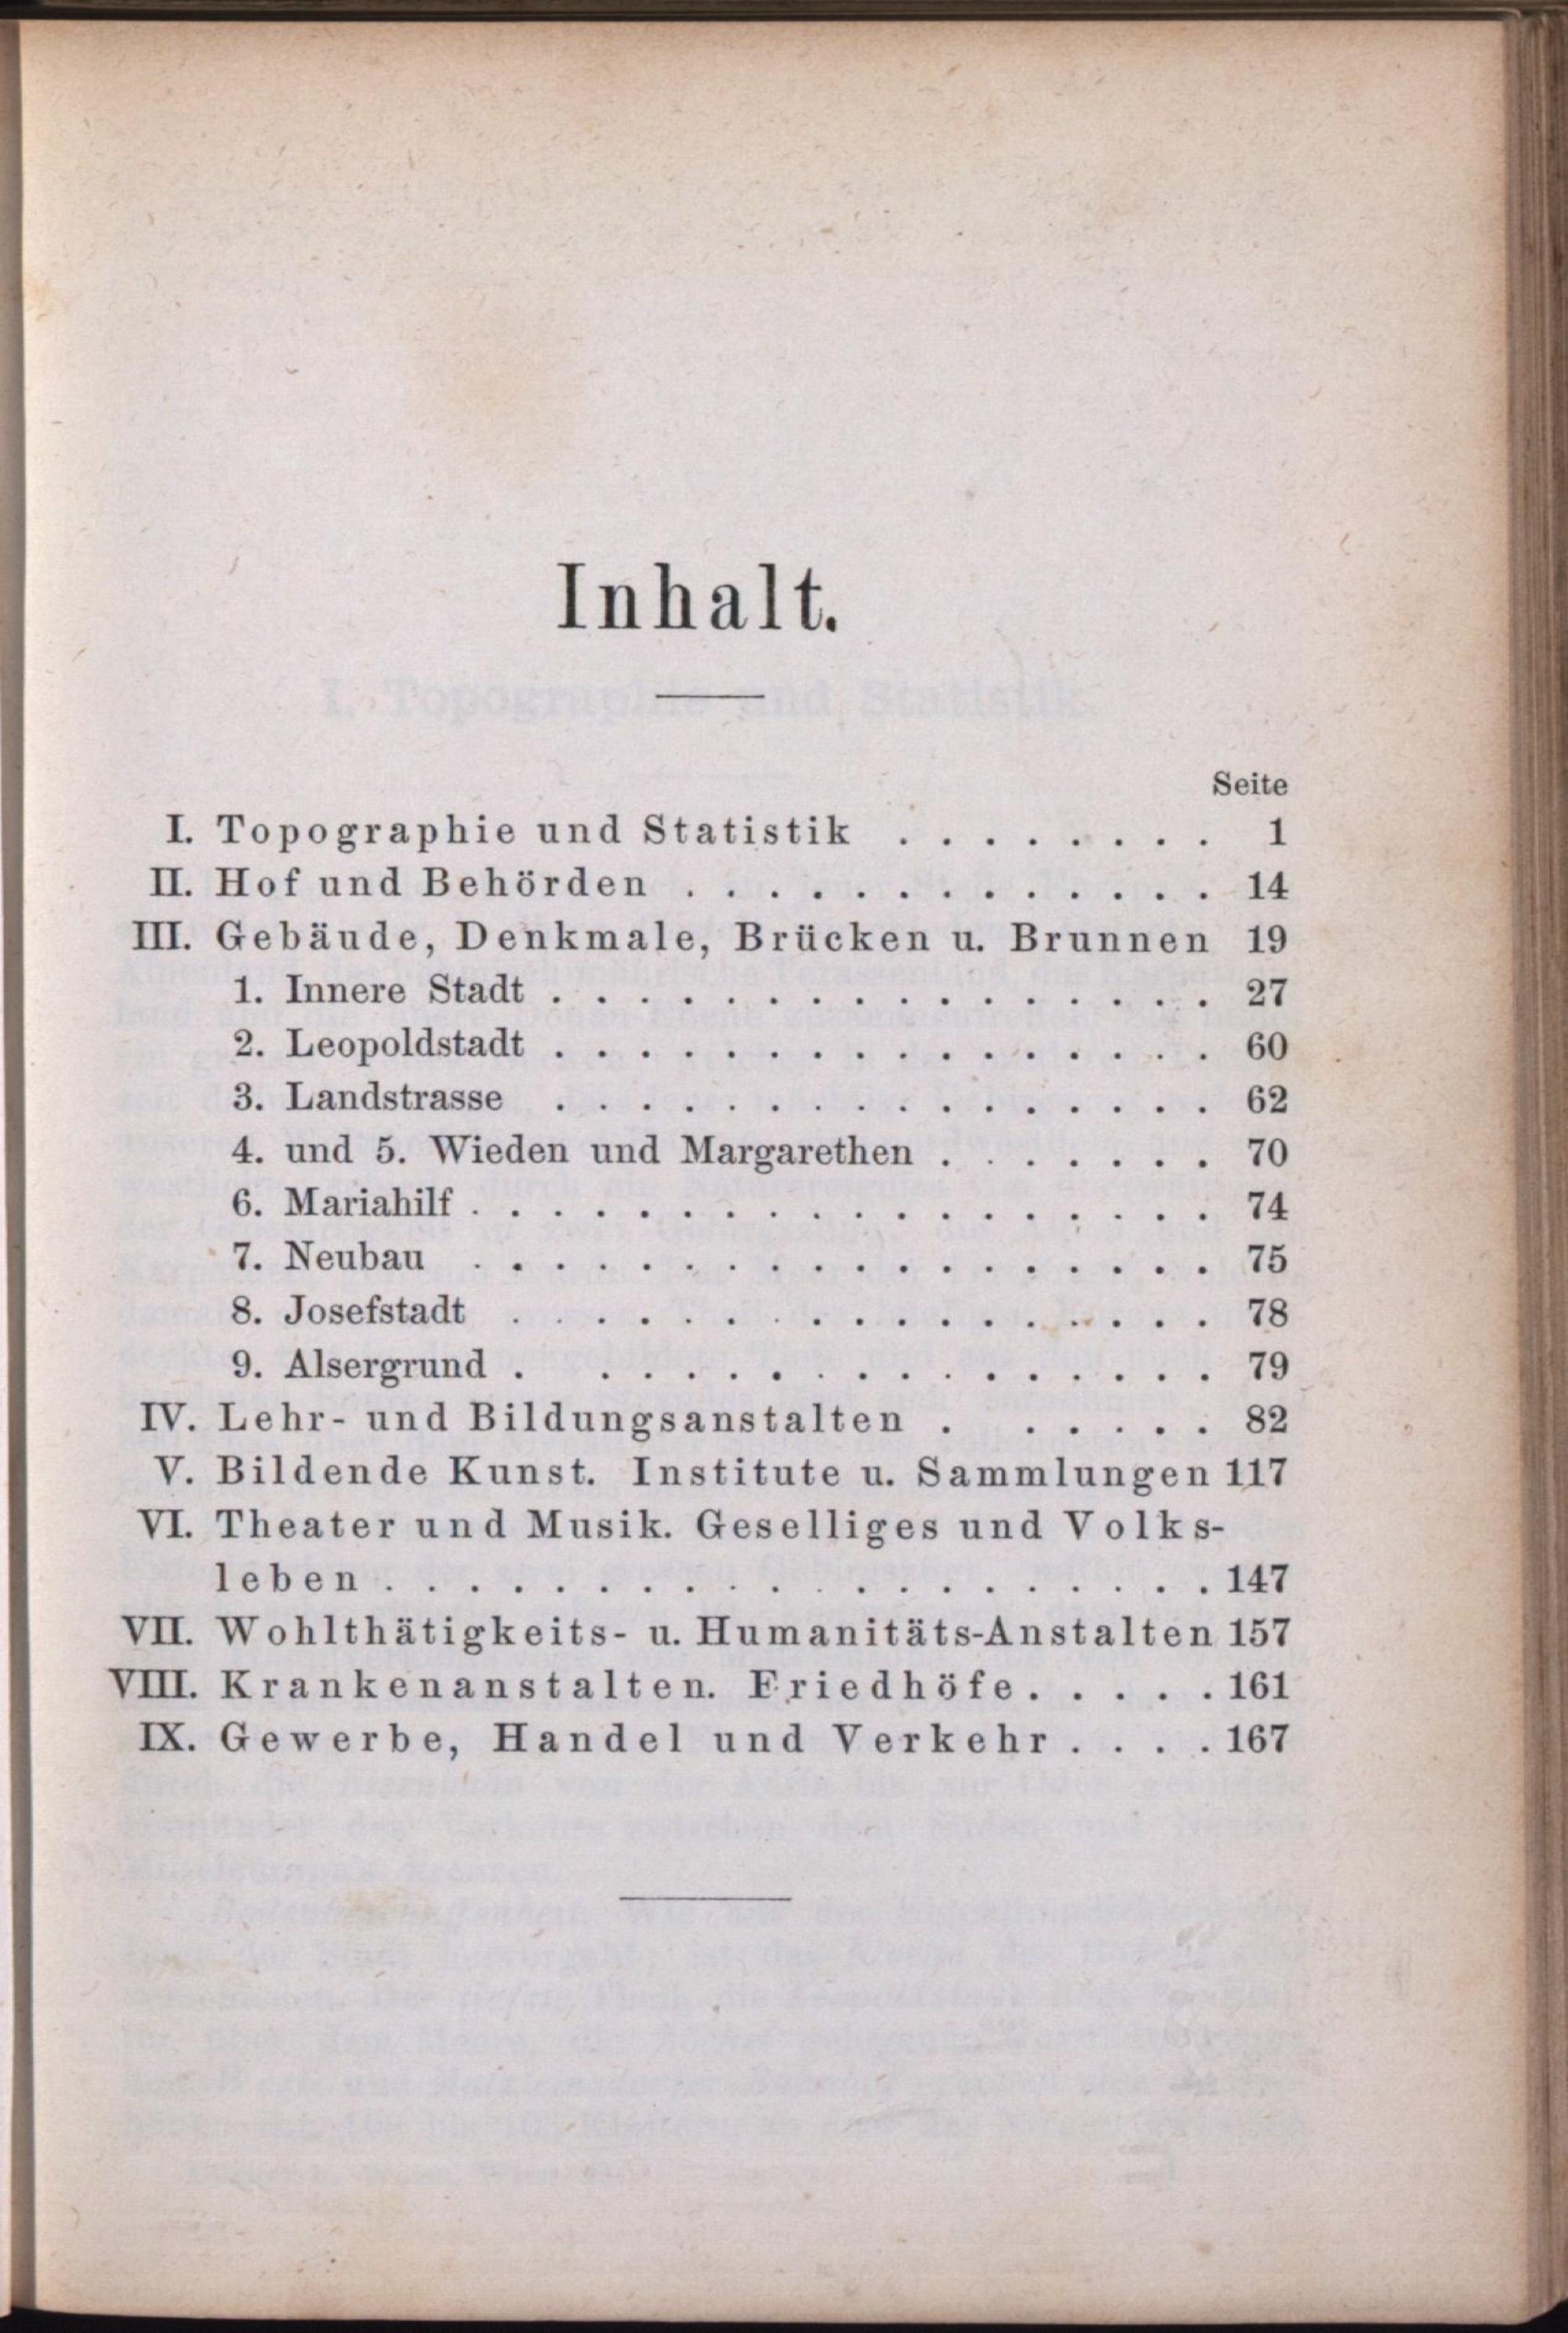 Inhalt.
Seite
I. Topographie und Statistik . . . . . . . . 1
II. Hof und Behörden . . . . . . . . . . . . . 14
III. Gebäude, Denkmale, Brücken u. Brunnen 19
1. Innere Stadt . . . . . . . . . . . . . . . . 27
2. Leopoldstadt . . . . . . . . . . . . . . . . 60
3. Landstrasse . . . . . . . . . . . . . . . . 62
4. und 5. Wieden und Margarethen . . . . . . . 70
6. Mariahilf . . . . . . . . . . . . . . . . . . 74
7. Neubau . . . . . . . . . . . . . . . . . . 75
8. Josefstadt . . . . . . . . . . . . . . . . . 78
9. Alsergrund . . . . . . . . . . . . . . . . 79
IV. Lehr- und Bildungsanstalten . . . . . . 82
V. Bildende Kunst. Institute u. Sammlungen 117
VI. Theater und Musik. Geselliges und Volks-
leben . . . . . . . . . . . . . . . . . . . . 147
VII. Wohlthätigkeits- u. Humanitäts-Anstalten 157
VIII. Krankenanstalten. Friedhöfe . . . . . 161
IX. Gewerbe, Handel und Verkehr . . . . 167